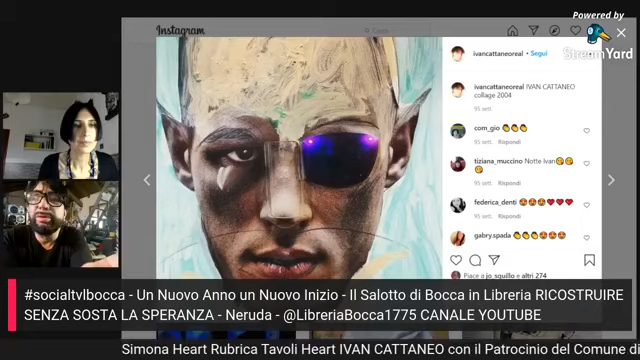 Powered by
StreamYard
Instagram
Cerca
ivancattaneoreal • Segui
ivancattaneoreal IVAN CATTANEO
collage 2004
95 sett.
com_gio 👏👏👏
95 sett. Rispondi
tiziana_muccino Notte Ivan😘😘
😘
95 sett. Rispondi
federica_denti 😍😍😍❤❤❤
95 sett. Rispondi
gabry.spada 👏👏👏😍😍😍
Piace a jo_squillo e altri 274
#socialtvlbocca - Un Nuovo Anno un Nuovo Inizio - Il Salotto di Bocca in Libreria RICOSTRUIRE
SENZA SOSTA LA SPERANZA - Neruda - @LibreriaBocca1775 CANALE YOUTUBE
Simona Heart Rubrica Tavoli Heart IVAN CATTANEO con il Patrocinio del Comune di